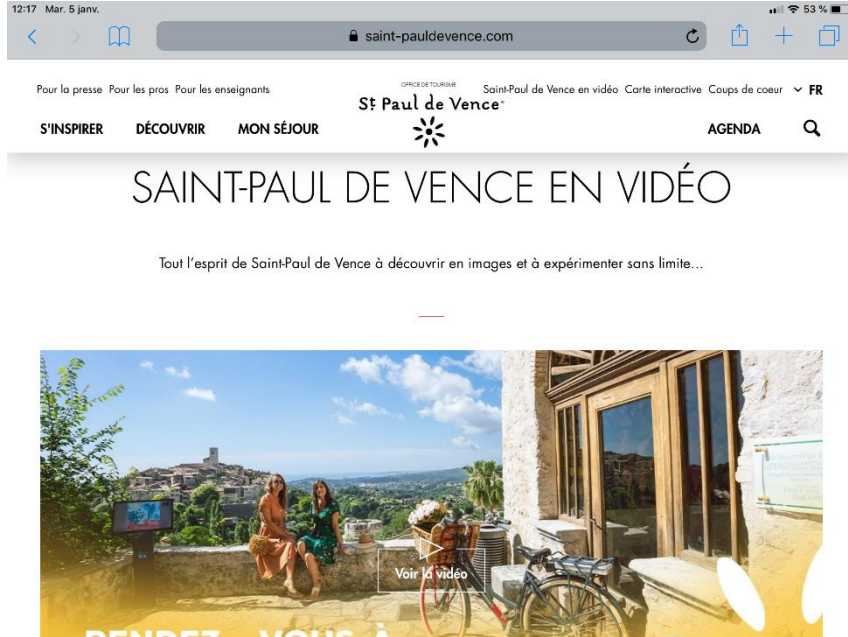 12:17 Mar. 5 janv.
53 %
saint-pauldevence.com
Pour la presse Pour les pros Pour les enseignants
OFFICE DE TOURISME
St Paul de Vence
Saint-Paul de Vence en vidéo Carte interactive Coups de coeur FR
S'INSPIRER DÉCOUVRIR MON SÉJOUR
AGENDA
SAINT-PAUL DE VENCE EN VIDÉO
Tout l'esprit de Saint-Paul de Vence à découvrir en images et à expérimenter sans limite...
Voir la vidéo
RENDEZ - VOUS À